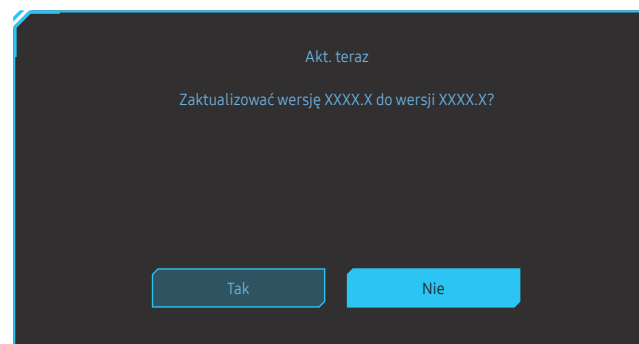 Akt. teraz
Zaktualizować wersję XXXX.X do wersji XXXX.X?
Tak
Nie